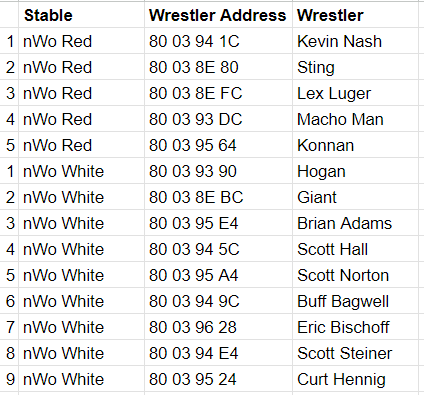 Stable Wrestler Address Wrestler
1 nWo Red 80 03 94 1C Kevin Nash
2 nWo Red 80 03 8E 80 Sting
3 nWo Red 80 03 8E FC Lex Luger
4 nWo Red 80 03 93 DC Macho Man
5 nWo Red 80 03 95 64 Konnan
1 nWo White 80 03 93 90 Hogan
2 nWo White 80 03 8E BC Giant
3 nWo White 80 03 95 E4 Brian Adams
4 nWo White 80 03 94 5C Scott Hall
5 nWo White 80 03 95 A4 Scott Norton
6 nWo White 80 03 94 9C Buff Bagwell
7 nWo White 80 03 96 28 Eric Bischoff
8 nWo White 80 03 94 E4 Scott Steiner
9 nWo White 80 03 95 24 Curt Hennig